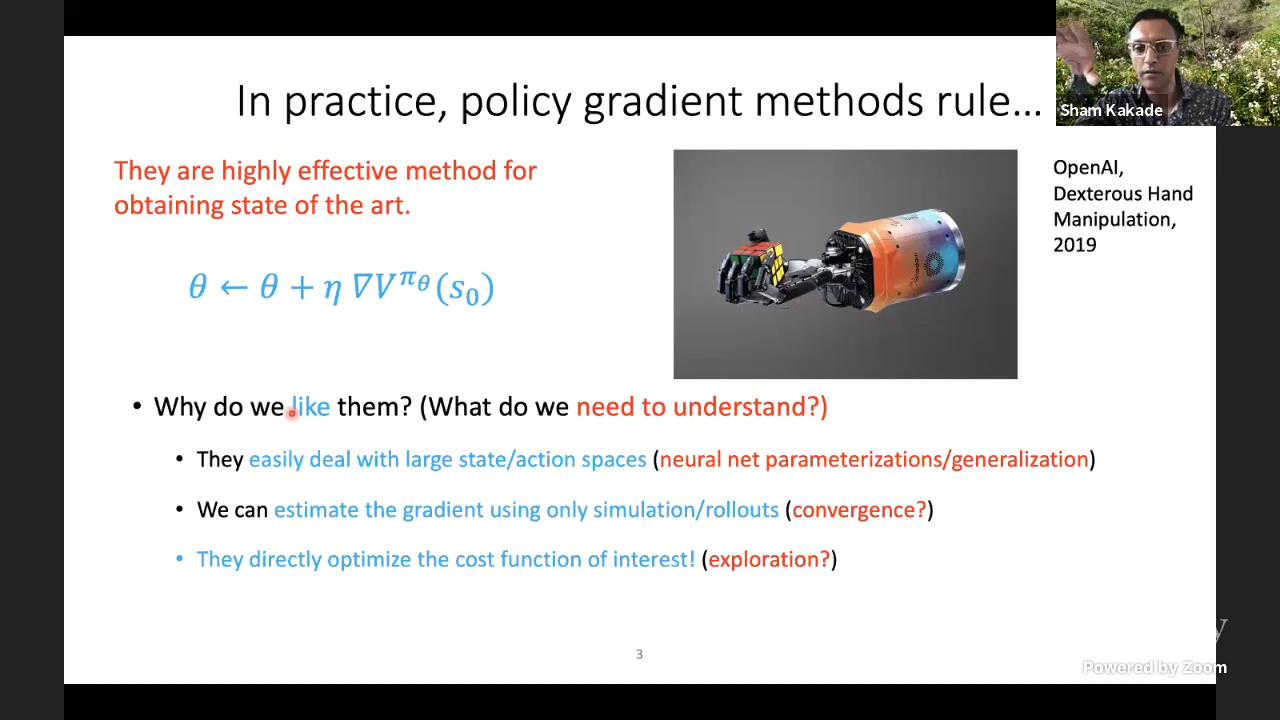 In practice, policy gradient methods rule...
Sham Kakade
They are highly effective method for
obtaining state of the art.
OpenAI,
Dexterous Hand
Manipulation,
2019
θ ← θ + η ∇V^{π_θ}(s₀)
• Why do we like them? (What do we need to understand?)
• They easily deal with large state/action spaces (neural net parameterizations/generalization)
• We can estimate the gradient using only simulation/rollouts (convergence?)
• They directly optimize the cost function of interest! (exploration?)
3
y
Powered by Zoom